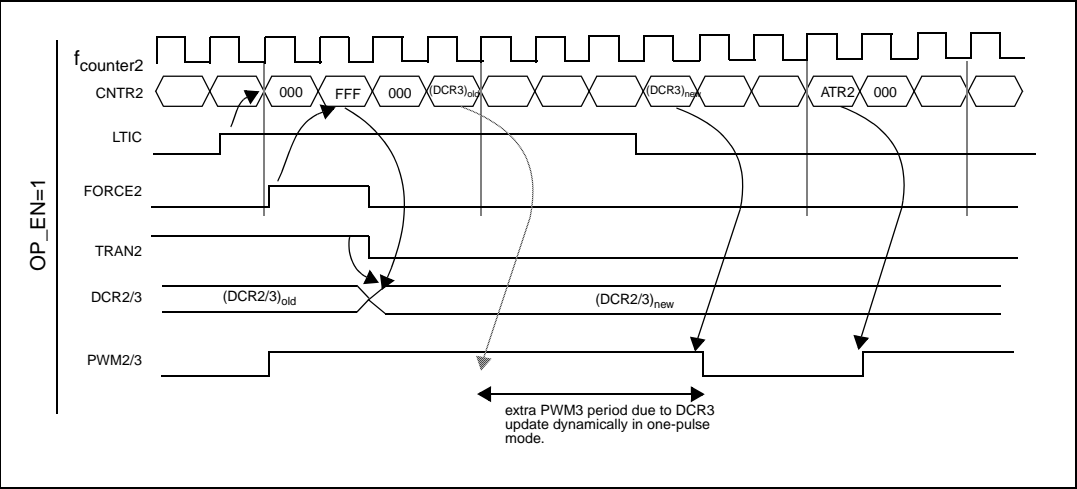 OP_EN=1
fcounter2
CNTR2
000
FFF
000
(DCR3)old
(DCR3)new
ATR2
000
LTIC
FORCE2
TRAN2
DCR2/3
(DCR2/3)old
(DCR2/3)new
PWM2/3
extra PWM3 period due to DCR3
update dynamically in one-pulse
mode.